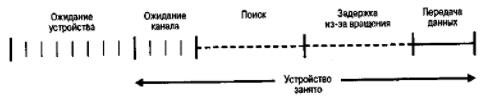 Ожидание
устройства
Ожидание
канала
Поиск
Задержка
из-за вращения
Передача
данных
Устройство
занято